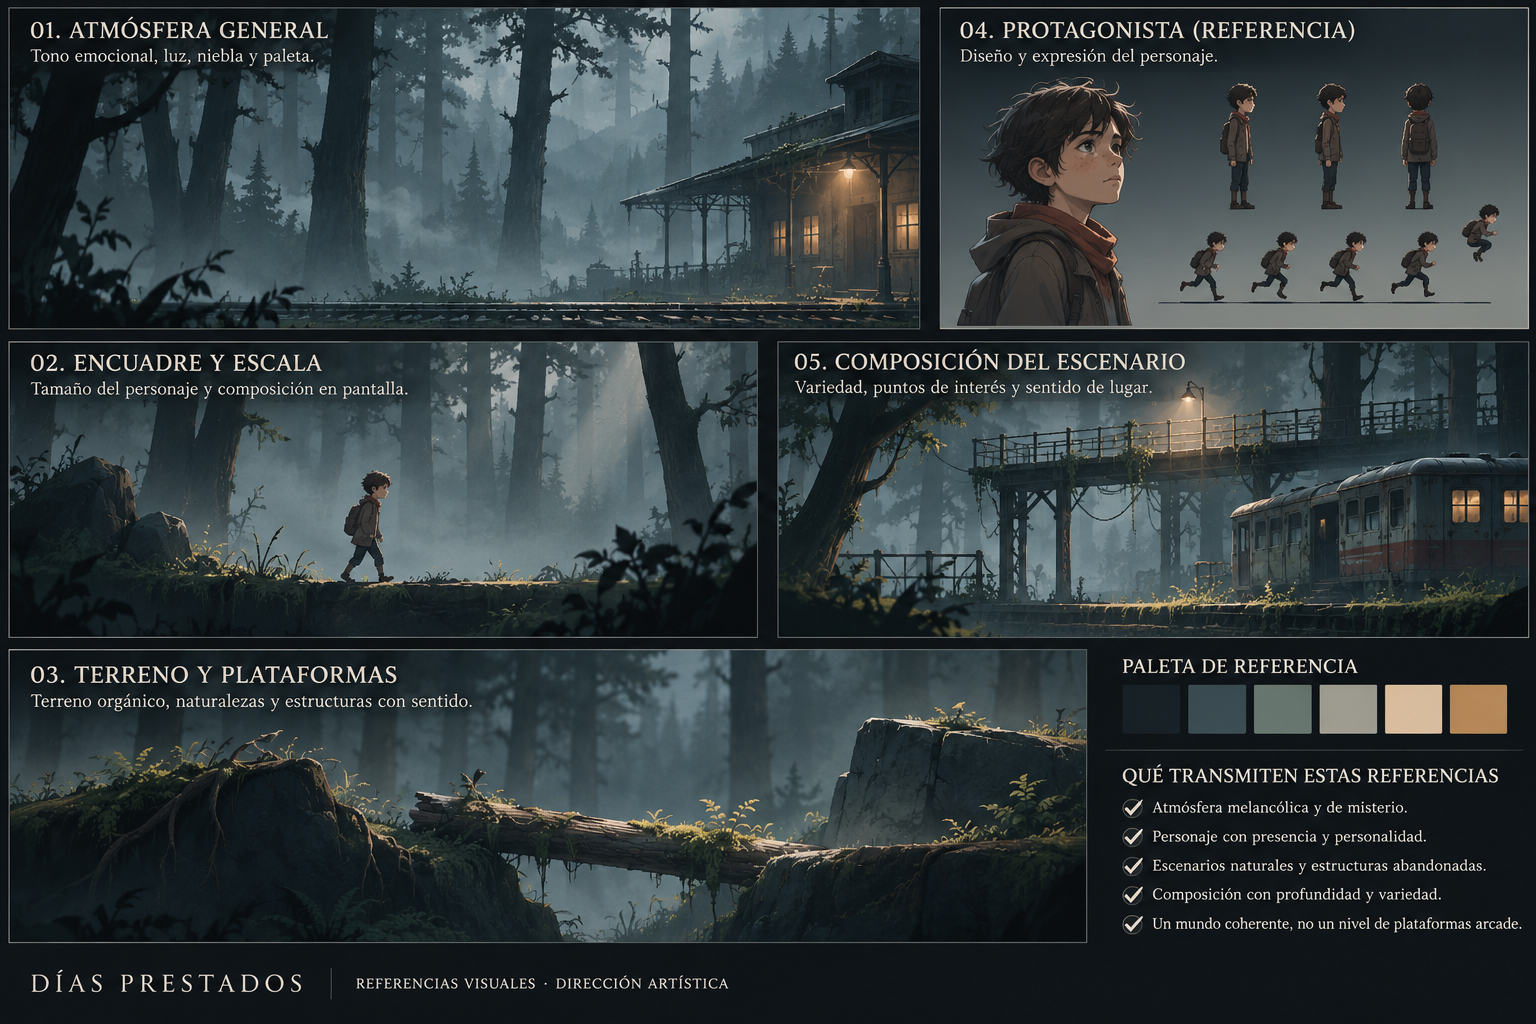 01. ATMÓSFERA GENERAL
Tono emocional, luz, niebla y paleta.
04. PROTAGONISTA (REFERENCIA)
Diseño y expresión del personaje.
02. ENCUADRE Y ESCALA
Tamaño del personaje y composición en pantalla.
05. COMPOSICIÓN DEL ESCENARIO
Variedad, puntos de interés y sentido de lugar.
03. TERRENO Y PLATAFORMAS
Terreno orgánico, naturalezas y estructuras con sentido.
PALETA DE REFERENCIA
QUÉ TRANSMITEN ESTAS REFERENCIAS
Atmósfera melancólica y de misterio.
Personaje con presencia y personalidad.
Escenarios naturales y estructuras abandonadas.
Composición con profundidad y variedad.
Un mundo coherente, no un nivel de plataformas arcade.
DÍAS PRESTADOS
REFERENCIAS VISUALES · DIRECCIÓN ARTÍSTICA